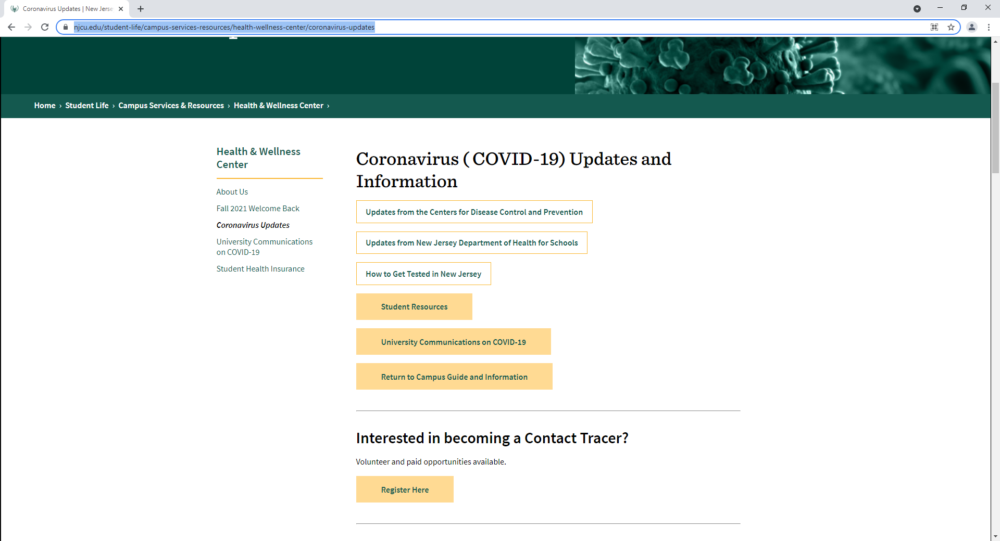 Coronavirus Updates | New Jerse
njcu.edu/student-life/campus-services-resources/health-wellness-center/coronavirus-updates
Home › Student Life › Campus Services & Resources › Health & Wellness Center ›
Health & Wellness
Center
About Us
Fall 2021 Welcome Back
Coronavirus Updates
University Communications
on COVID-19
Student Health Insurance
Coronavirus ( COVID-19) Updates and
Information
Updates from the Centers for Disease Control and Prevention
Updates from New Jersey Department of Health for Schools
How to Get Tested in New Jersey
Student Resources
University Communications on COVID-19
Return to Campus Guide and Information
Interested in becoming a Contact Tracer?
Volunteer and paid opportunities available.
Register Here